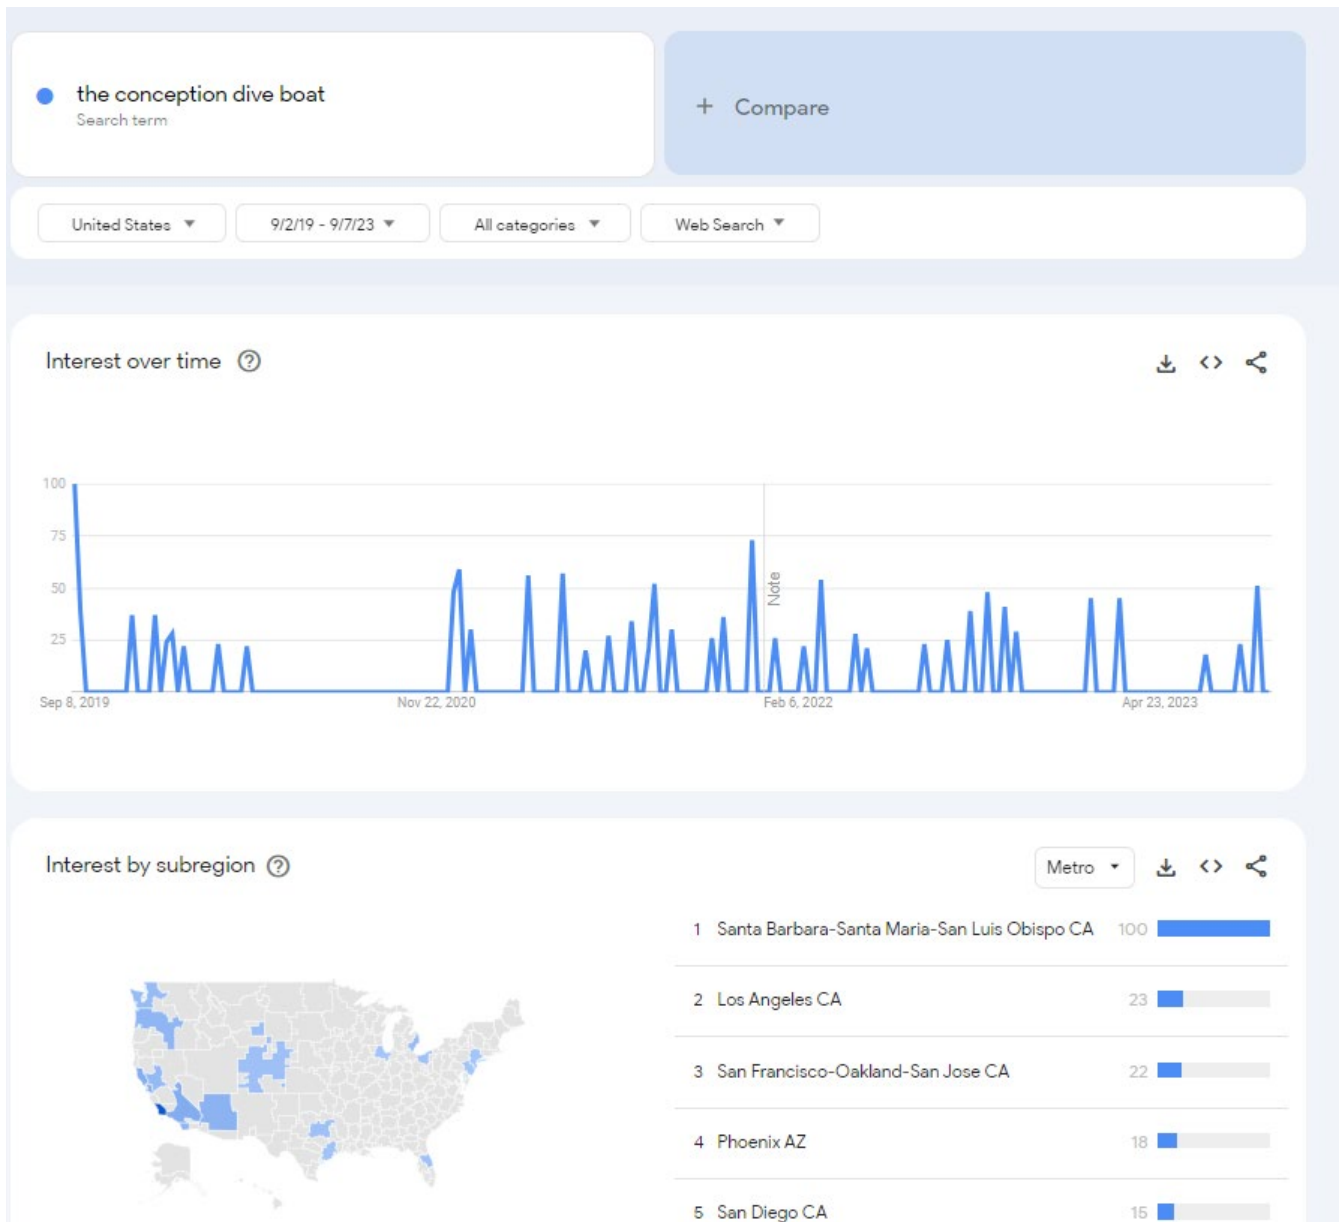 the conception dive boat
Search term
+ Compare
United States
9/2/19 - 9/7/23
All categories
Web Search
Interest over time
100
75
50
25
Note
Sep 8, 2019
Nov 22, 2020
Feb 6, 2022
Apr 23, 2023
Interest by subregion
Metro
1 Santa Barbara-Santa Maria-San Luis Obispo CA 100
2 Los Angeles CA 23
3 San Francisco-Oakland-San Jose CA 22
4 Phoenix AZ 18
5 San Diego CA 15